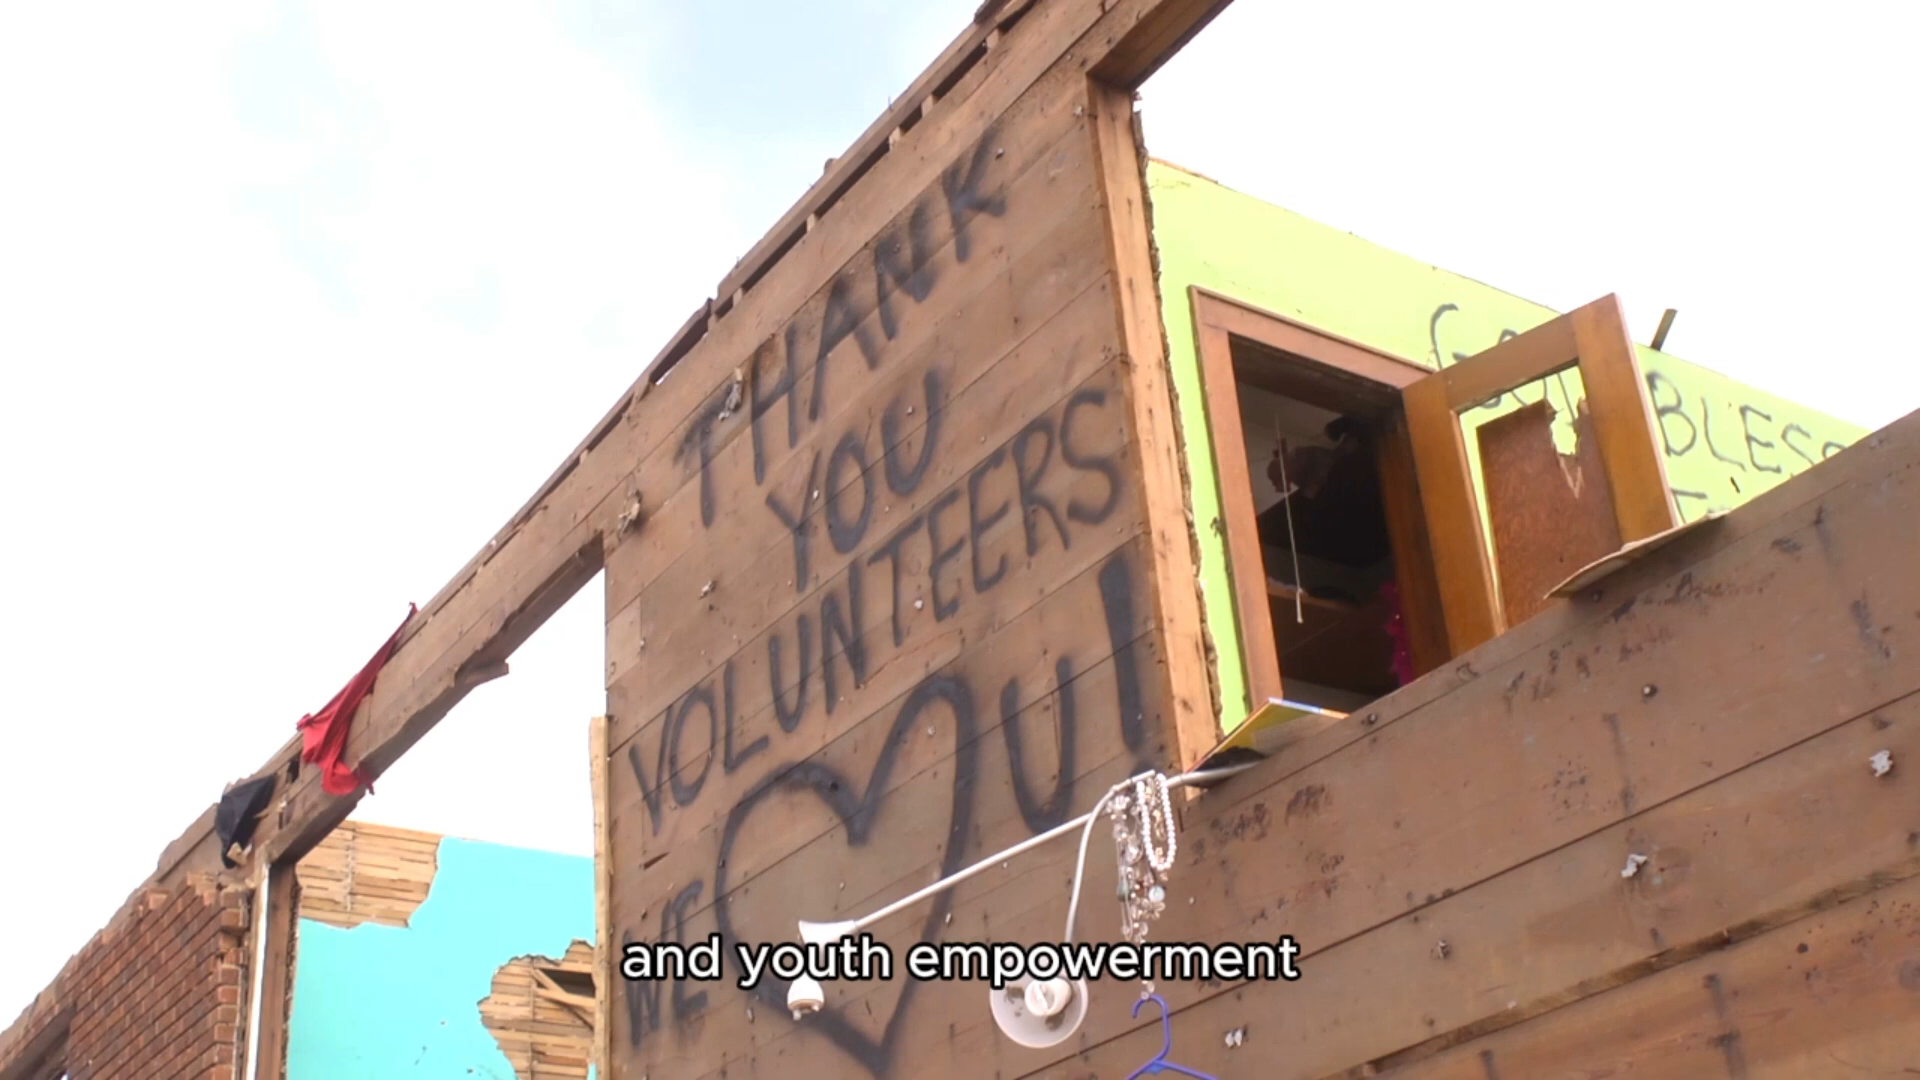 THANK
YOU
VOLUNTEERS
WE U!
BLESS
and youth empowerment